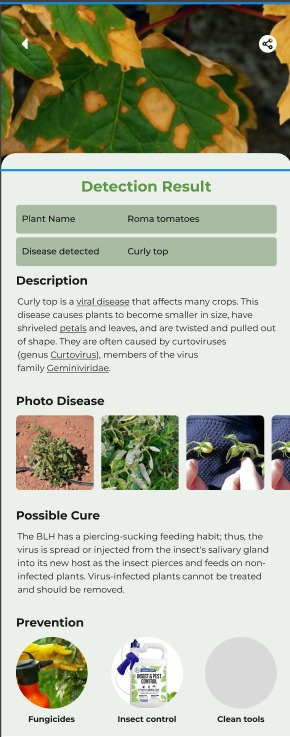 Detection Result
Plant Name Roma tomatoes
Disease detected Curly top
Description
Curly top is a viral disease that affects many crops. This
disease causes plants to become smaller in size, have
shriveled petals and leaves, and are twisted and pulled out
of shape. They are often caused by curtoviruses
(genus Curtovirus), members of the virus
family Geminiviridae.
Photo Disease
Possible Cure
The BLH has a piercing-sucking feeding habit; thus, the
virus is spread or injected from the insect's salivary gland
into its new host as the insect pierces and feeds on non-
infected plants. Virus-infected plants cannot be treated
and should be removed.
Prevention
INSECT & PEST
CONTROL
Fungicides Insect control Clean tools